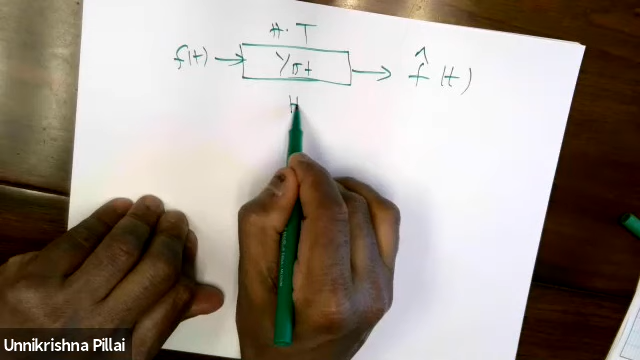 H.T
f(t) → 1/πt → f̂(t)
H
Unnikrishna Pillai